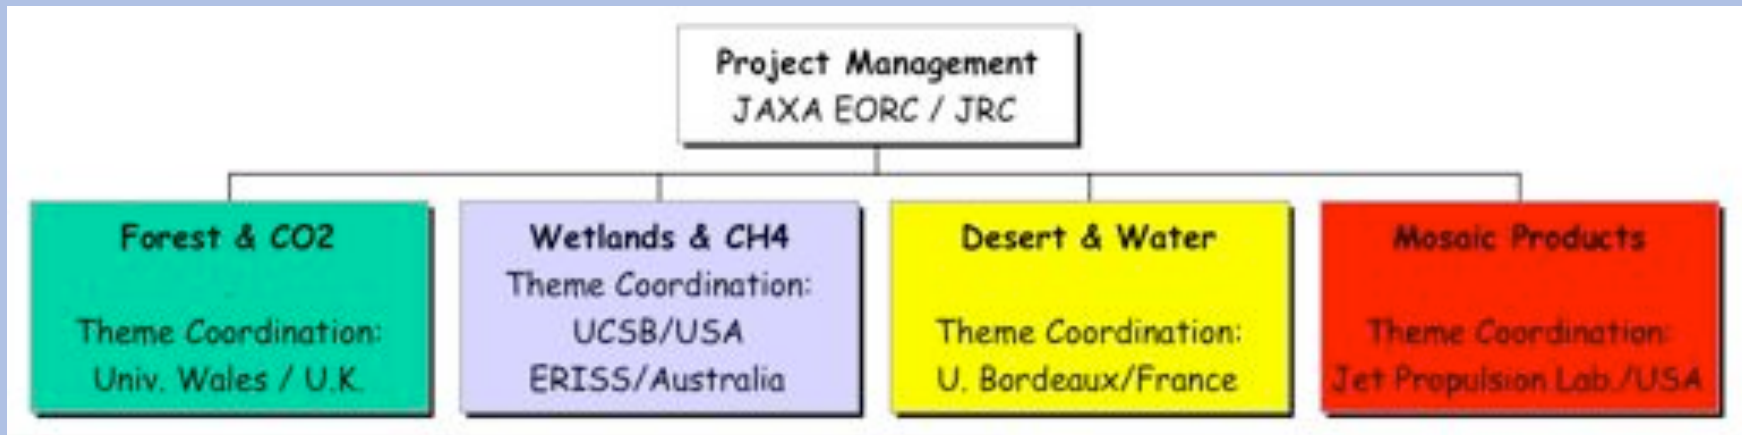 Project Management
JAXA EORC / JRC
Forest & CO2
Theme Coordination:
Univ. Wales / U.K.
Wetlands & CH4
Theme Coordination:
UCSB/USA
ERISS/Australia
Desert & Water
Theme Coordination:
U. Bordeaux/France
Mosaic Products
Theme Coordination:
Jet Propulsion Lab./USA